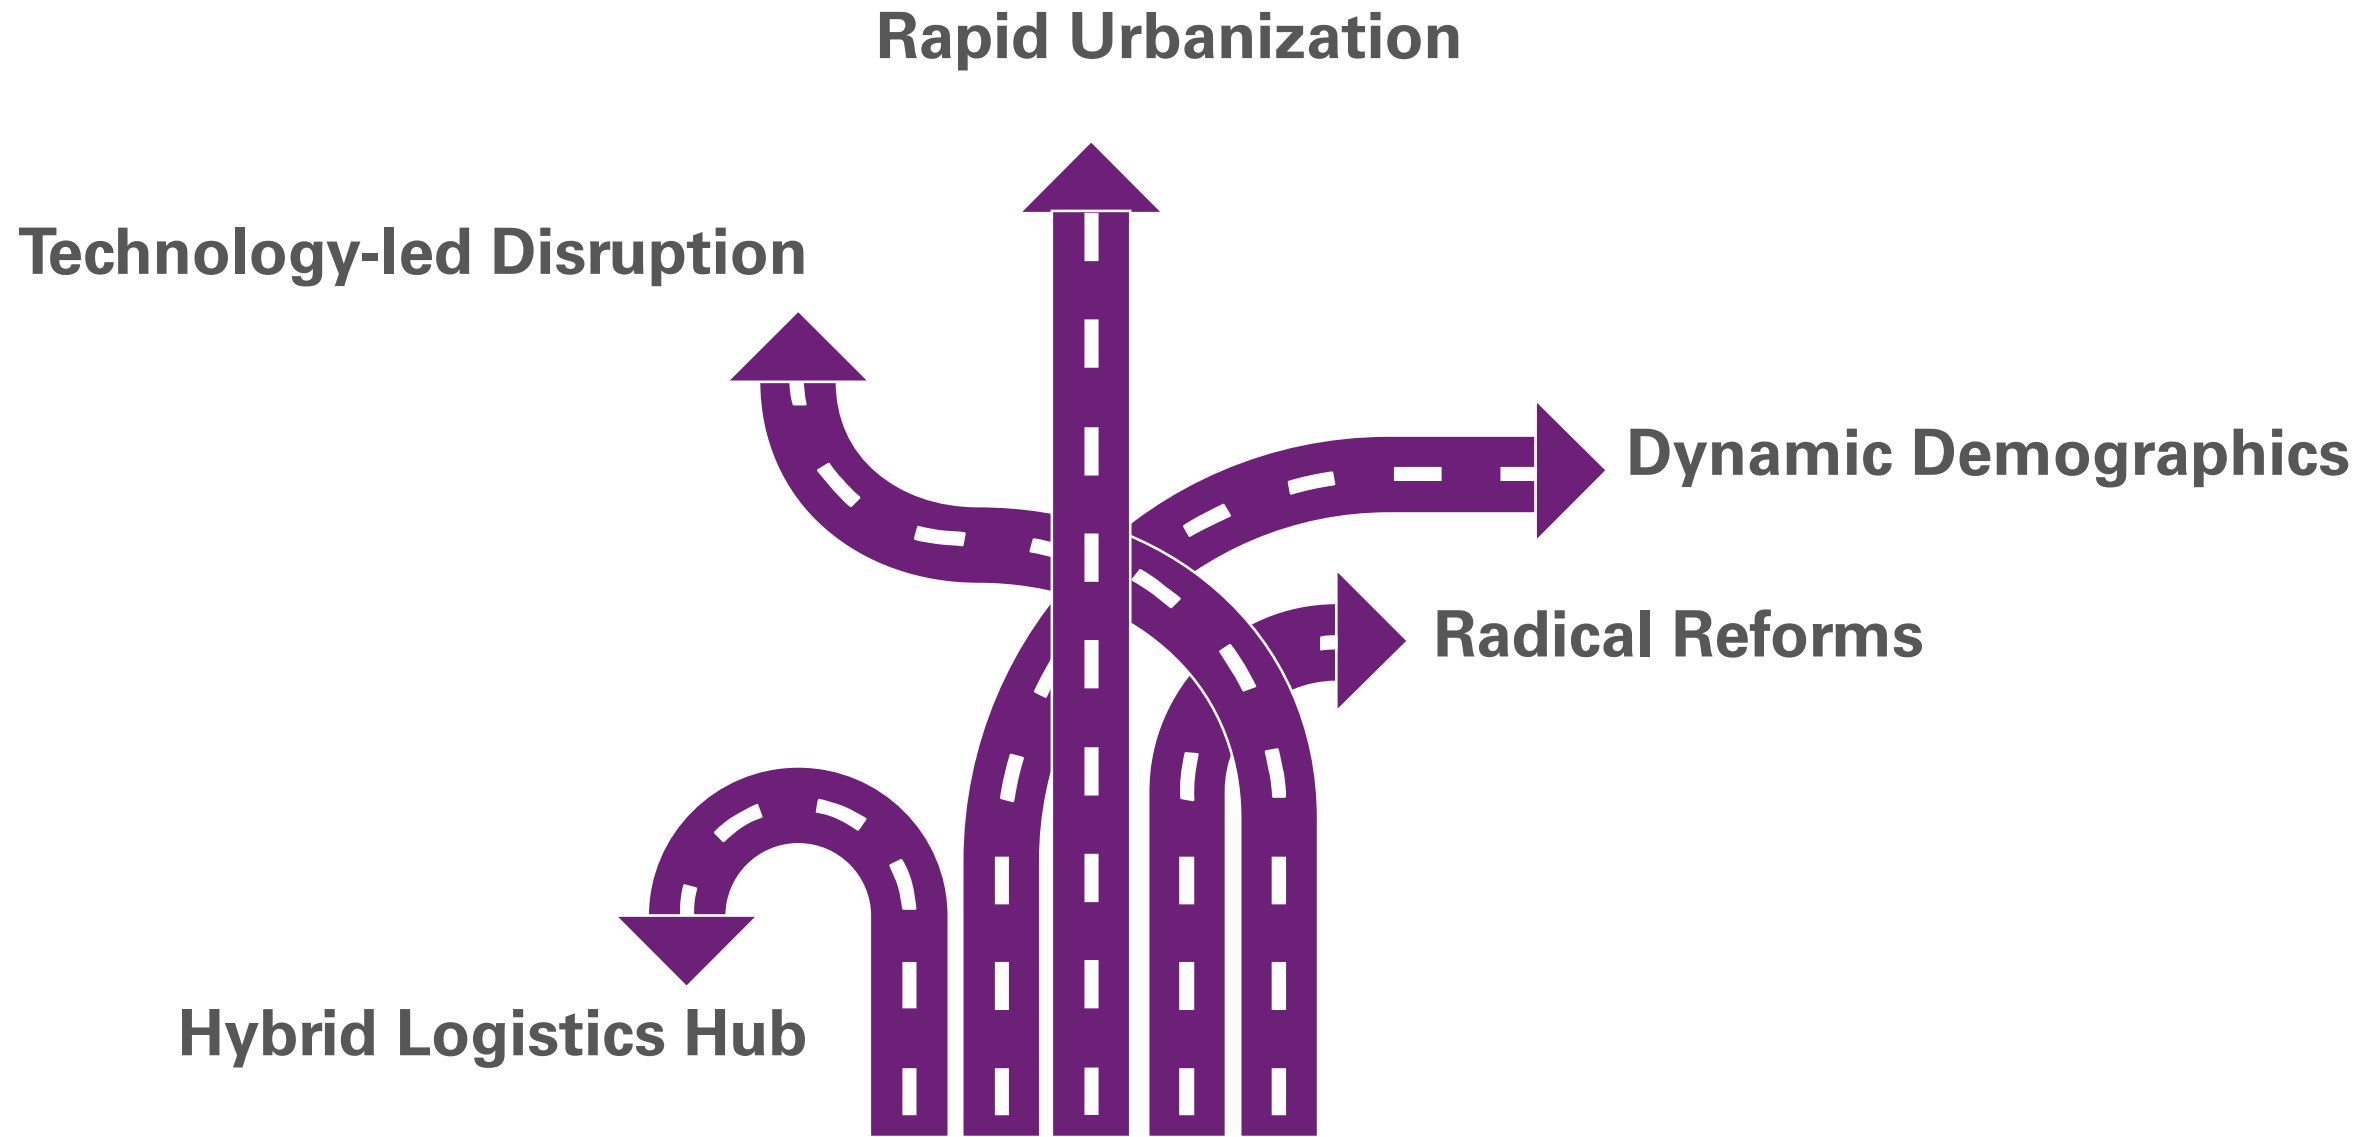 Rapid Urbanization
Technology-led Disruption
Dynamic Demographics
Radical Reforms
Hybrid Logistics Hub